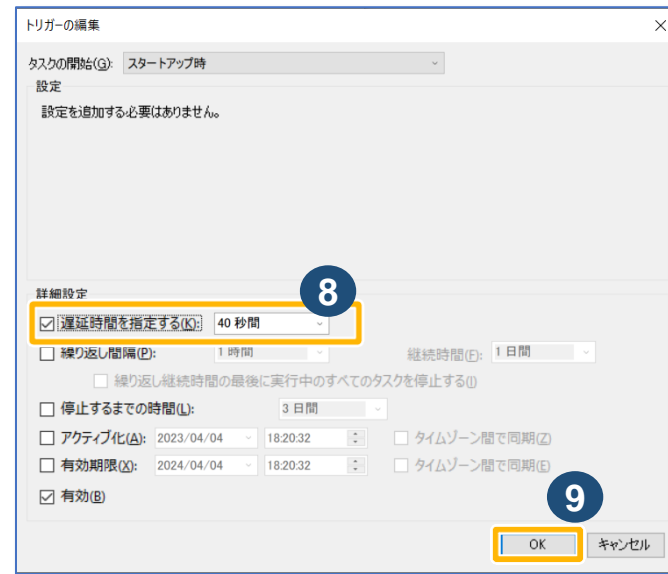 トリガーの編集
タスクの開始(G): スタートアップ時
設定
設定を追加する必要はありません。
8
詳細設定
遅延時間を指定する(K): 40 秒間
繰り返し間隔(P): 1 時間 継続時間(F): 1 日間
繰り返し継続時間の最後に実行中のすべてのタスクを停止する(I)
停止するまでの時間(L): 3 日間
アクティブ化(A): 2023/04/04 18:20:32 タイムゾーン間で同期(Z)
有効期限(X): 2024/04/04 18:20:32 タイムゾーン間で同期(E)
有効(B)
9
OK キャンセル